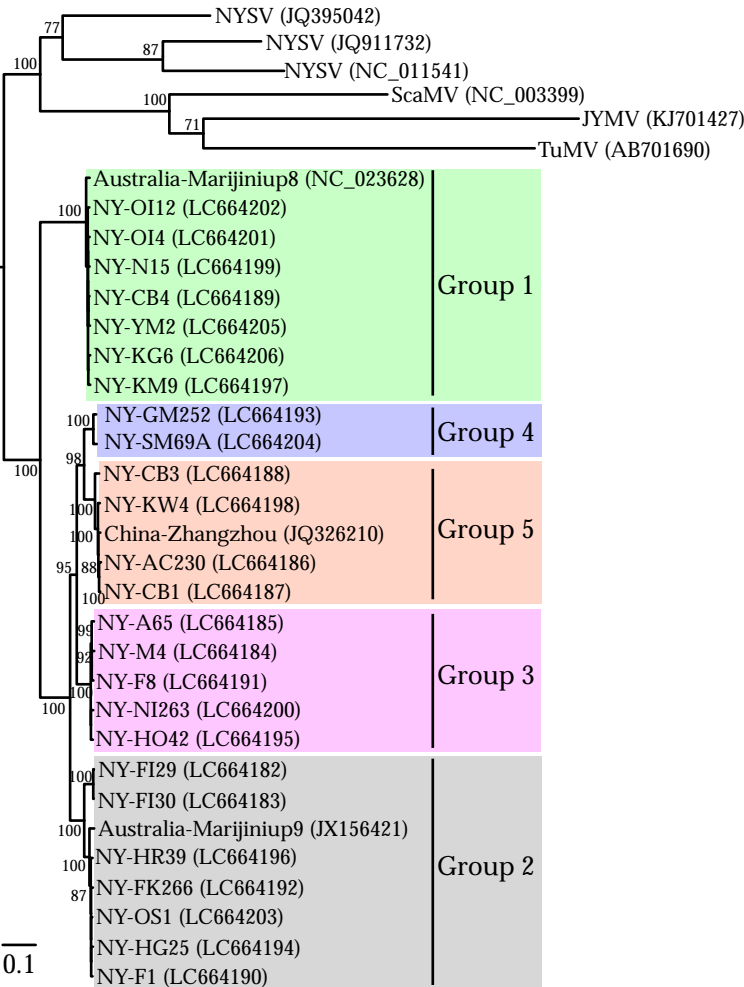 77
NYSV (JQ395042)
87
NYSV (JQ911732)
100
NYSV (NC_011541)
100
ScaMV (NC_003399)
71
JYMV (KJ701427)
TuMV (AB701690)
Australia-Marijiniup8 (NC_023628)
100
NY-OI12 (LC664202)
NY-OI4 (LC664201)
NY-N15 (LC664199)
Group 1
NY-CB4 (LC664189)
NY-YM2 (LC664205)
NY-KG6 (LC664206)
NY-KM9 (LC664197)
100
NY-GM252 (LC664193)
Group 4
NY-SM69A (LC664204)
98
100
NY-CB3 (LC664188)
100
NY-KW4 (LC664198)
Group 5
100
China-Zhangzhou (JQ326210)
95
88
NY-AC230 (LC664186)
NY-CB1 (LC664187)
100
99
NY-A65 (LC664185)
92
NY-M4 (LC664184)
Group 3
100
NY-F8 (LC664191)
100
NY-NI263 (LC664200)
NY-HO42 (LC664195)
100
NY-FI29 (LC664182)
NY-FI30 (LC664183)
100
Australia-Marijiniup9 (JX156421)
100
NY-HR39 (LC664196)
Group 2
87
NY-FK266 (LC664192)
NY-OS1 (LC664203)
NY-HG25 (LC664194)
0.1
NY-F1 (LC664190)